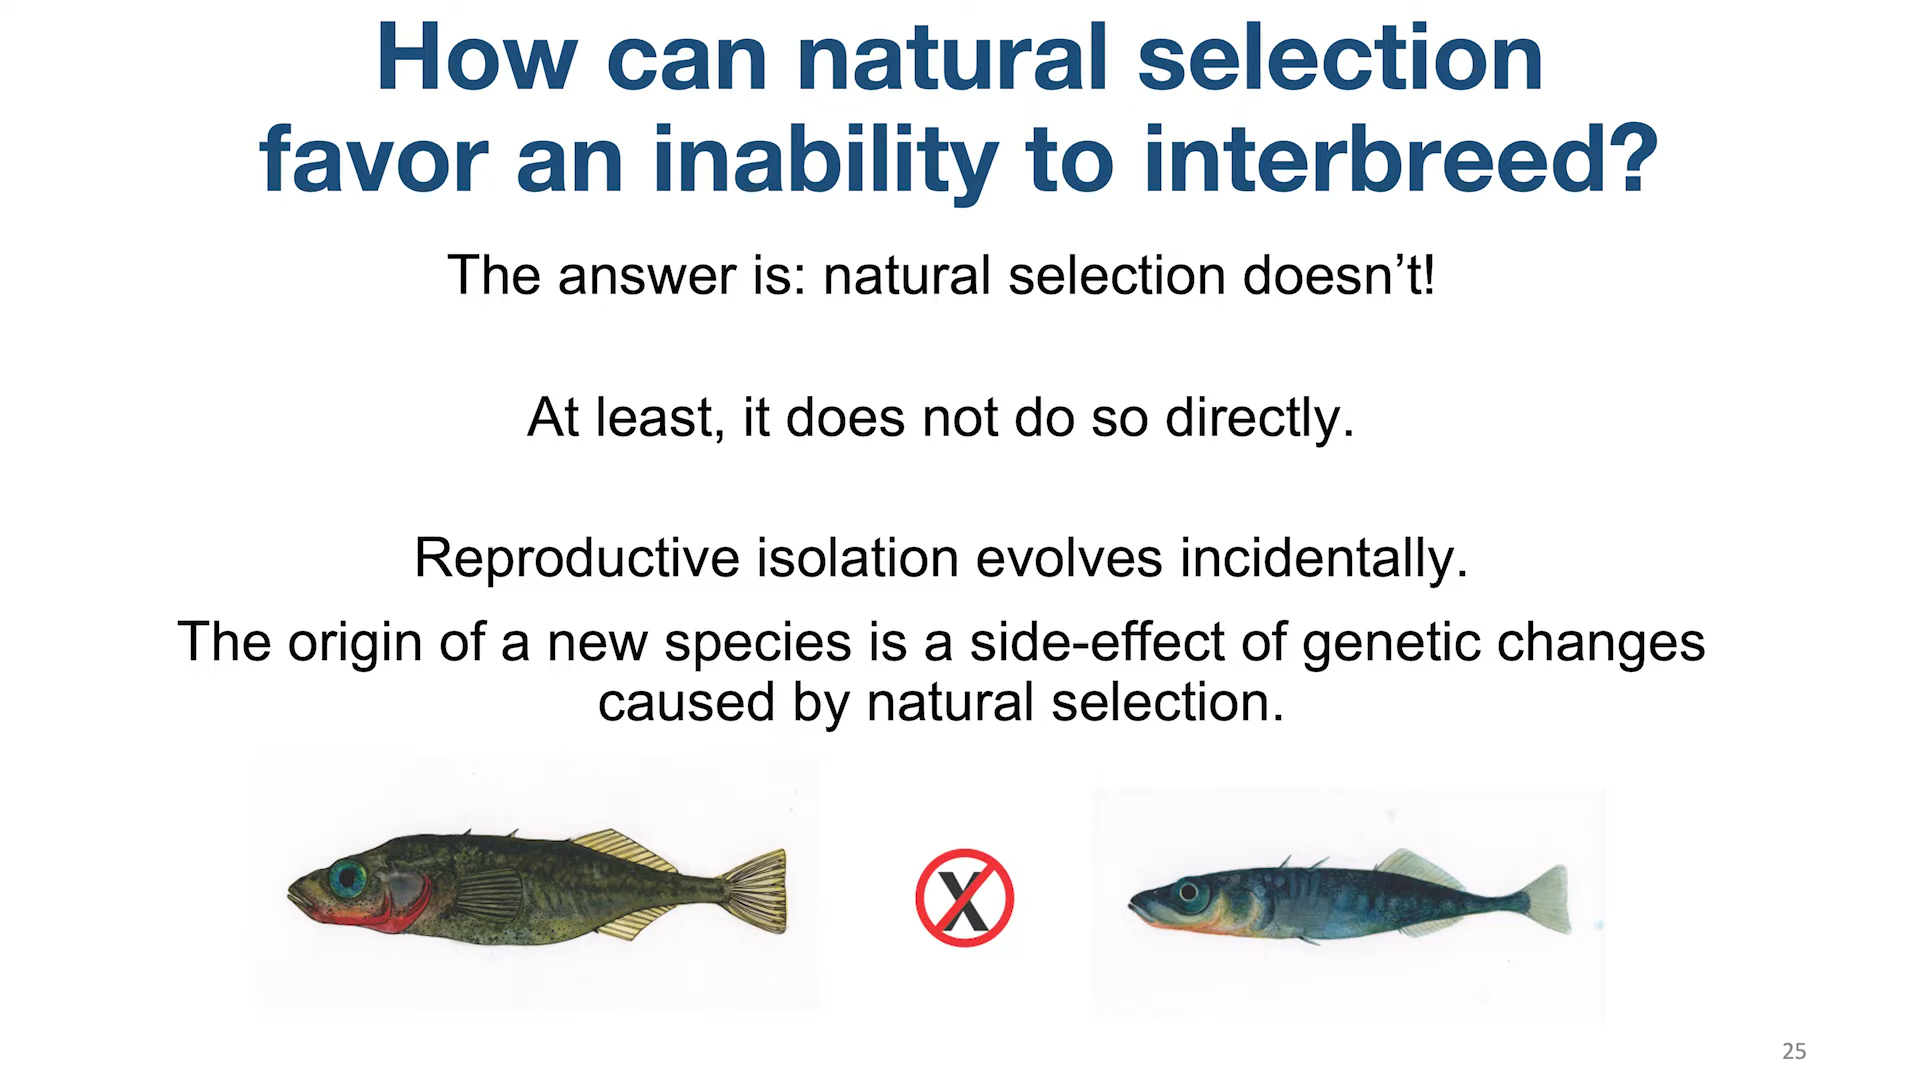 How can natural selection
favor an inability to interbreed?
The answer is: natural selection doesn’t!
At least, it does not do so directly.
Reproductive isolation evolves incidentally.
The origin of a new species is a side-effect of genetic changes
caused by natural selection.
X
25